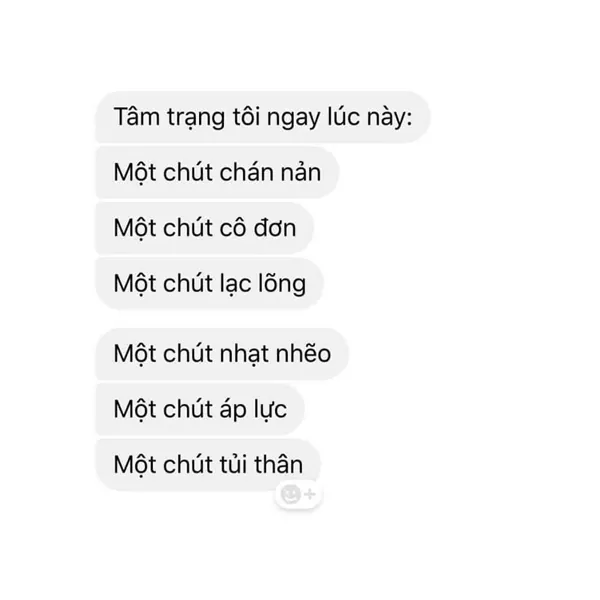 Tâm trạng tôi ngay lúc này:
Một chút chán nản
Một chút cô đơn
Một chút lạc lõng
Một chút nhạt nhẽo
Một chút áp lực
Một chút tủi thân